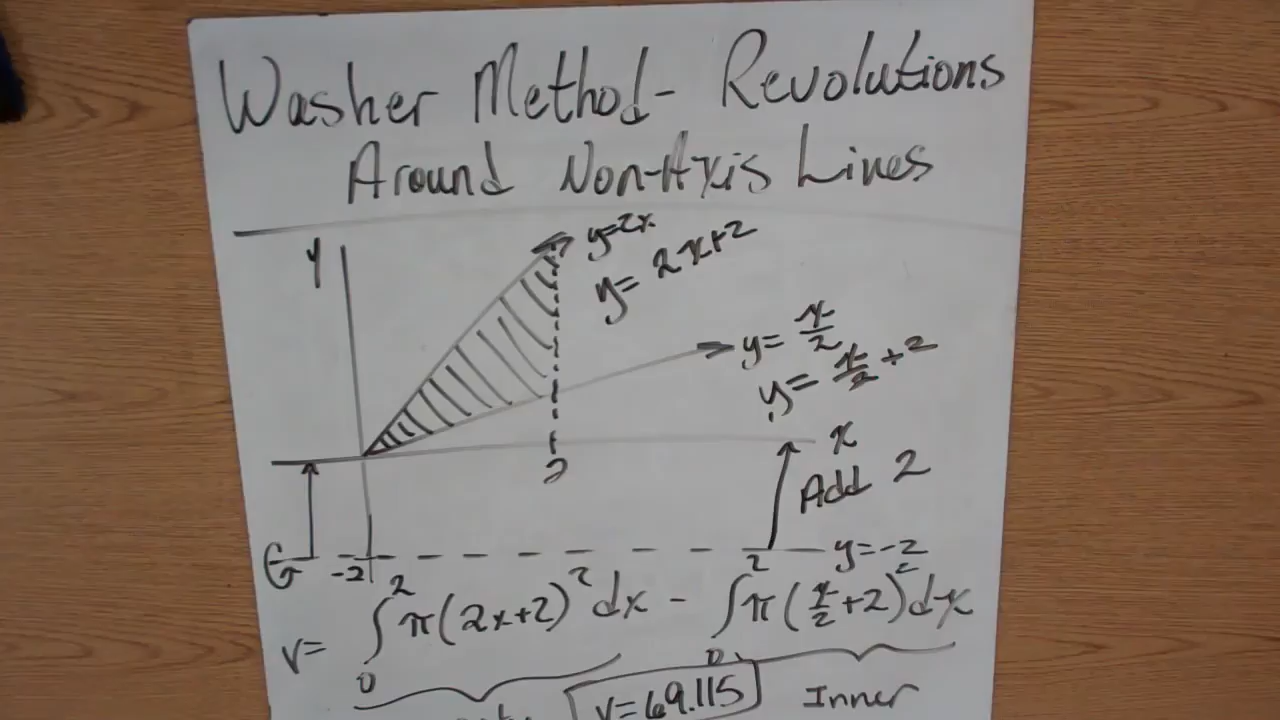 Washer Method- Revolutions
Around Non-Axis Lines
y
y=2x
y=2x+2
y=x/2
y=x/2+2
x
2
Add 2
-2
y=-2
V= ∫₀² π(2x+2)² dx - ∫₀² π(x/2+2)² dx
V=69.115
Inner